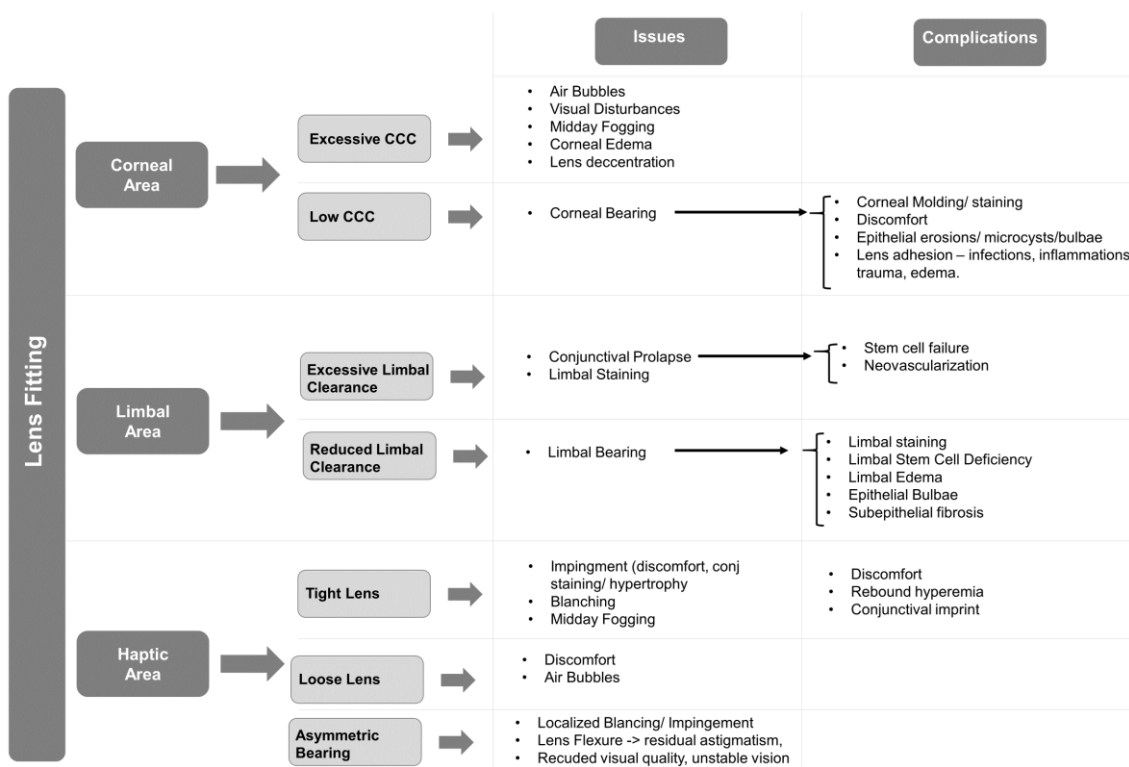 Issues
Complications
Lens Fitting
Corneal
Area
Excessive CCC
• Air Bubbles
• Visual Disturbances
• Midday Fogging
• Corneal Edema
• Lens deccentration
Low CCC
• Corneal Bearing
• Corneal Molding/ staining
• Discomfort
• Epithelial erosions/ microcysts/bulbae
• Lens adhesion – infections, inflammations
trauma, edema.
Limbal
Area
Excessive Limbal
Clearance
• Conjunctival Prolapse
• Limbal Staining
• Stem cell failure
• Neovascularization
Reduced Limbal
Clearance
• Limbal Bearing
• Limbal staining
• Limbal Stem Cell Deficiency
• Limbal Edema
• Epithelial Bulbae
• Subepithelial fibrosis
Haptic
Area
Tight Lens
• Impingment (discomfort, conj
staining/ hypertrophy
• Blanching
• Midday Fogging
• Discomfort
• Rebound hyperemia
• Conjunctival imprint
Loose Lens
• Discomfort
• Air Bubbles
Asymmetric
Bearing
• Localized Blancing/ Impingement
• Lens Flexure -> residual astigmatism,
• Recuded visual quality, unstable vision